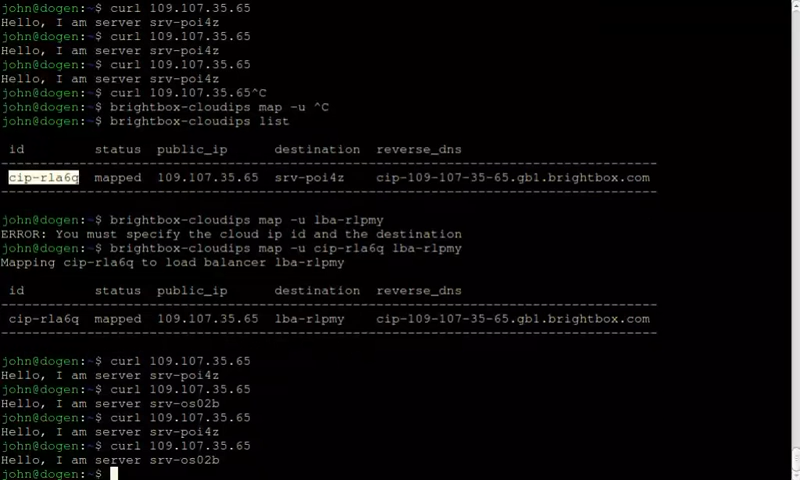 john@dogen:~$ curl 109.107.35.65
Hello, I am server srv-poi4z
john@dogen:~$ curl 109.107.35.65
Hello, I am server srv-poi4z
john@dogen:~$ curl 109.107.35.65
Hello, I am server srv-poi4z
john@dogen:~$ curl 109.107.35.65^C
john@dogen:~$ brightbox-cloudips map -u ^C
john@dogen:~$ brightbox-cloudips list
id status public_ip destination reverse_dns
--------------------------------------------------------------------------------
cip-rla6q mapped 109.107.35.65 srv-poi4z cip-109-107-35-65.gb1.brightbox.com
--------------------------------------------------------------------------------
john@dogen:~$ brightbox-cloudips map -u lba-rlpmy
ERROR: You must specify the cloud ip id and the destination
john@dogen:~$ brightbox-cloudips map -u cip-rla6q lba-rlpmy
Mapping cip-rla6q to load balancer lba-rlpmy
id status public_ip destination reverse_dns
--------------------------------------------------------------------------------
cip-rla6q mapped 109.107.35.65 lba-rlpmy cip-109-107-35-65.gb1.brightbox.com
--------------------------------------------------------------------------------
john@dogen:~$ curl 109.107.35.65
Hello, I am server srv-poi4z
john@dogen:~$ curl 109.107.35.65
Hello, I am server srv-os02b
john@dogen:~$ curl 109.107.35.65
Hello, I am server srv-poi4z
john@dogen:~$ curl 109.107.35.65
Hello, I am server srv-os02b
john@dogen:~$